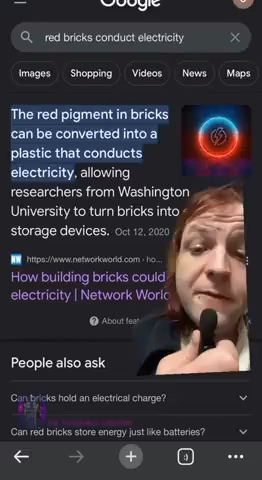 Google
red bricks conduct electricity
Images
Shopping
Videos
News
Maps
The red pigment in bricks
can be converted into a
plastic that conducts
electricity, allowing
researchers from Washington
University to turn bricks into
storage devices. Oct 12, 2020
NW https://www.networkworld.com › ho...
How building bricks could
electricity | Network World
About feat
People also ask
Can bricks hold an electrical charge?
Can red bricks store energy just like batteries?
:)